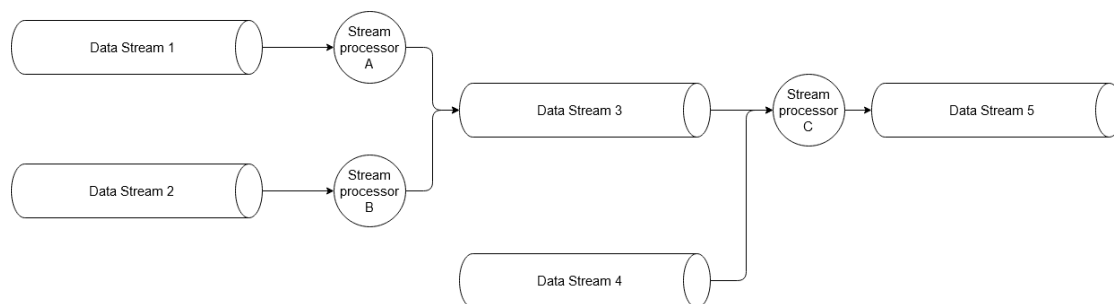 Data Stream 1
Stream
processor
A
Data Stream 2
Stream
processor
B
Data Stream 3
Data Stream 4
Stream
processor
C
Data Stream 5